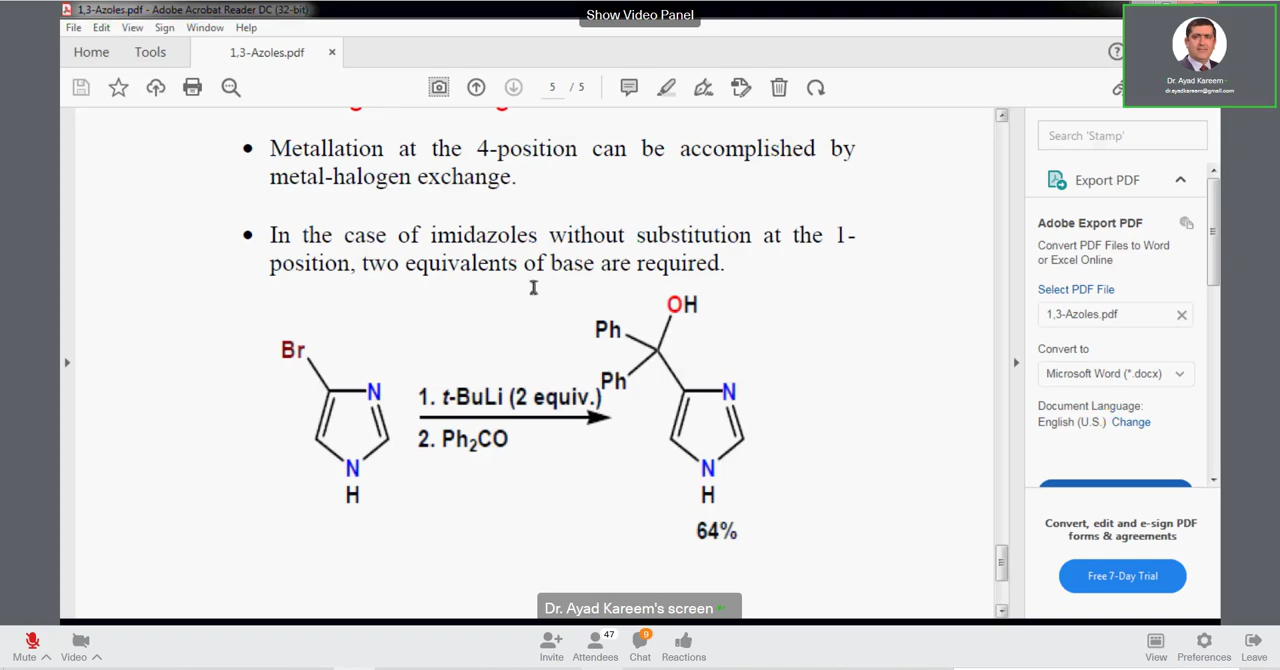 Show Video Panel
1,3-Azoles.pdf - Adobe Acrobat Reader DC (32-bit)
File Edit View Sign Window Help
Home Tools 1,3-Azoles.pdf
5 / 5
Dr. Ayad Kareem
dr.ayadkareem@gmail.com
Metallation at the 4-position can be accomplished by
metal-halogen exchange.
In the case of imidazoles without substitution at the 1-
position, two equivalents of base are required.
Br
N
N
H
1. t-BuLi (2 equiv.)
2. Ph2CO
OH
Ph
Ph
N
N
H
64%
Search 'Stamp'
Export PDF
Adobe Export PDF
Convert PDF Files to Word
or Excel Online
Select PDF File
1,3-Azoles.pdf
Convert to
Microsoft Word (*.docx)
Document Language:
English (U.S.) Change
Convert, edit and e-sign PDF
forms & agreements
Free 7-Day Trial
Dr. Ayad Kareem's screen
Mute Video Invite 47 Attendees 9 Chat Reactions View Preferences Leave